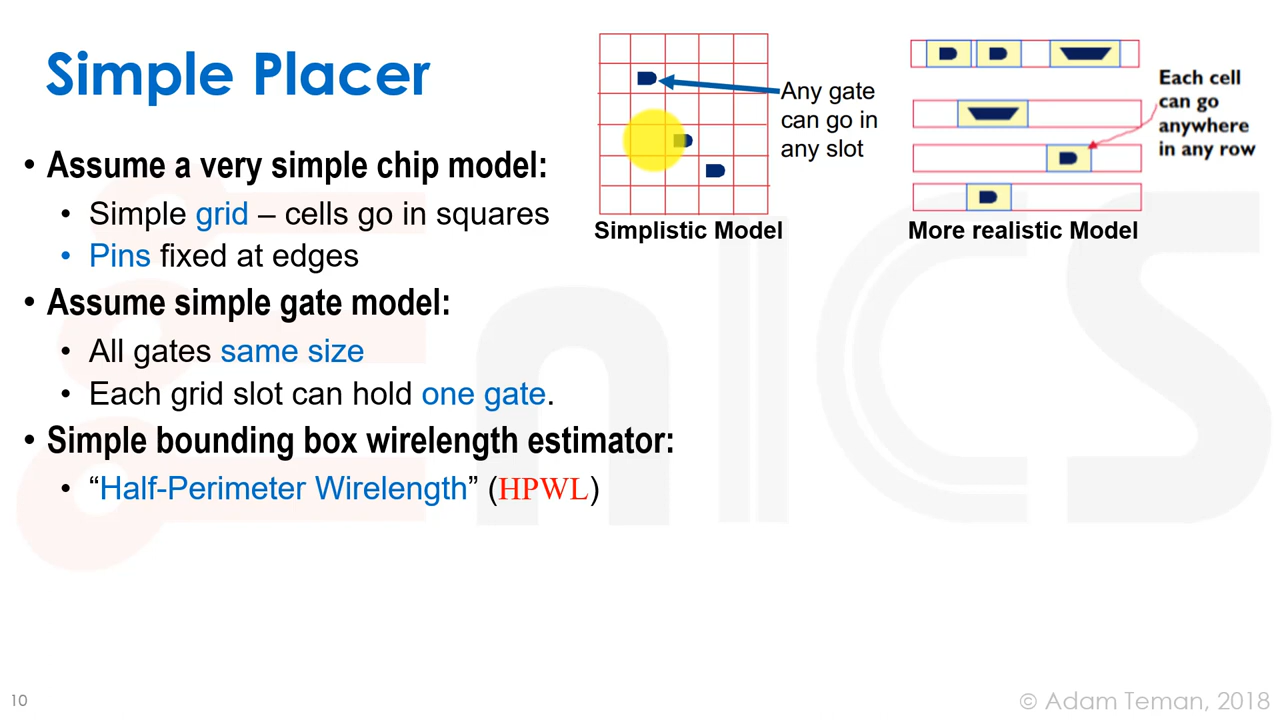 Simple Placer
• Assume a very simple chip model:
• Simple grid – cells go in squares
• Pins fixed at edges
• Assume simple gate model:
• All gates same size
• Each grid slot can hold one gate.
• Simple bounding box wirelength estimator:
• “Half-Perimeter Wirelength” (HPWL)
Any gate
can go in
any slot
Simplistic Model
Each cell
can go
anywhere
in any row
More realistic Model
ENICS
10
© Adam Teman, 2018